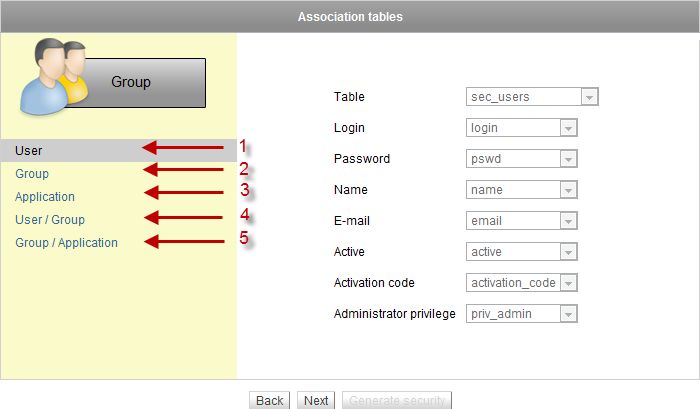 Association tables
Group
User 1
Group 2
Application 3
User / Group 4
Group / Application 5
Table sec_users
Login login
Password pswd
Name name
E-mail email
Active active
Activation code activation_code
Administrator privilege priv_admin
Back Next Generate security